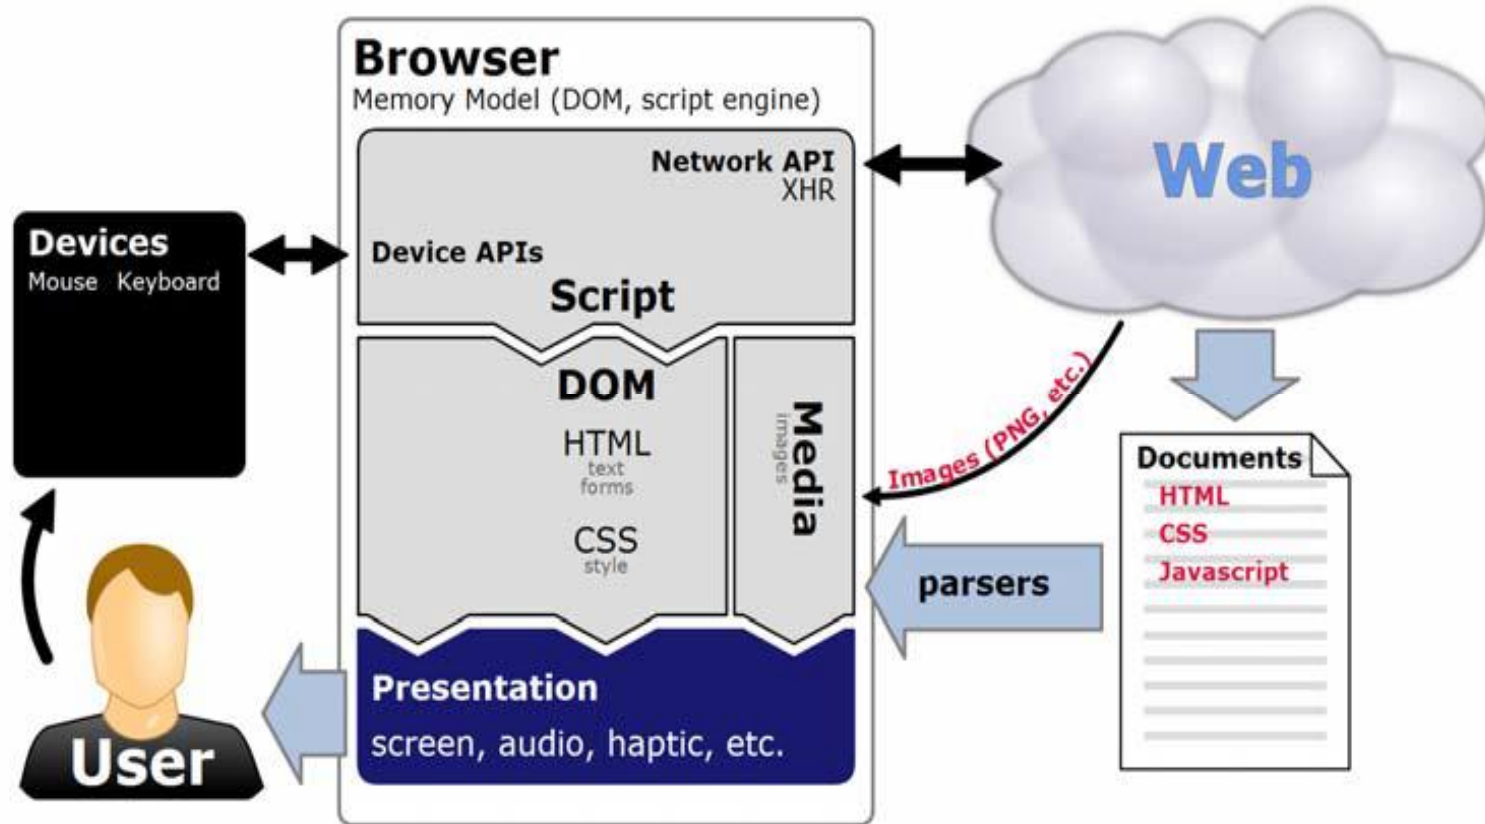 Browser
Memory Model (DOM, script engine)
Network API
XHR
Device APIs
Script
DOM
HTML
text
forms
CSS
style
Media
images
Presentation
screen, audio, haptic, etc.
Devices
Mouse Keyboard
User
Web
Images (PNG, etc.)
Documents
HTML
CSS
Javascript
parsers